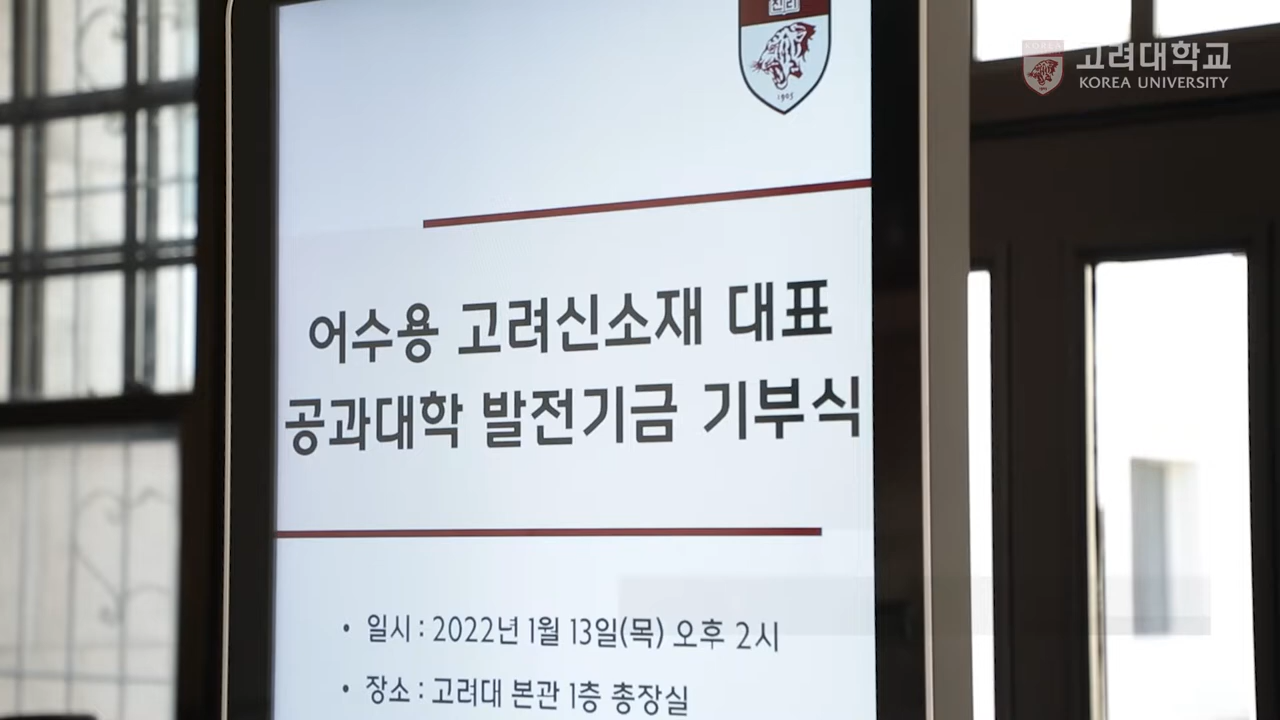 진리
1905
고려대학교
KOREA UNIVERSITY
어수용 고려신소재 대표
공과대학 발전기금 기부식
• 일시 : 2022년 1월 13일(목) 오후 2시
• 장소 : 고려대 본관 1층 총장실